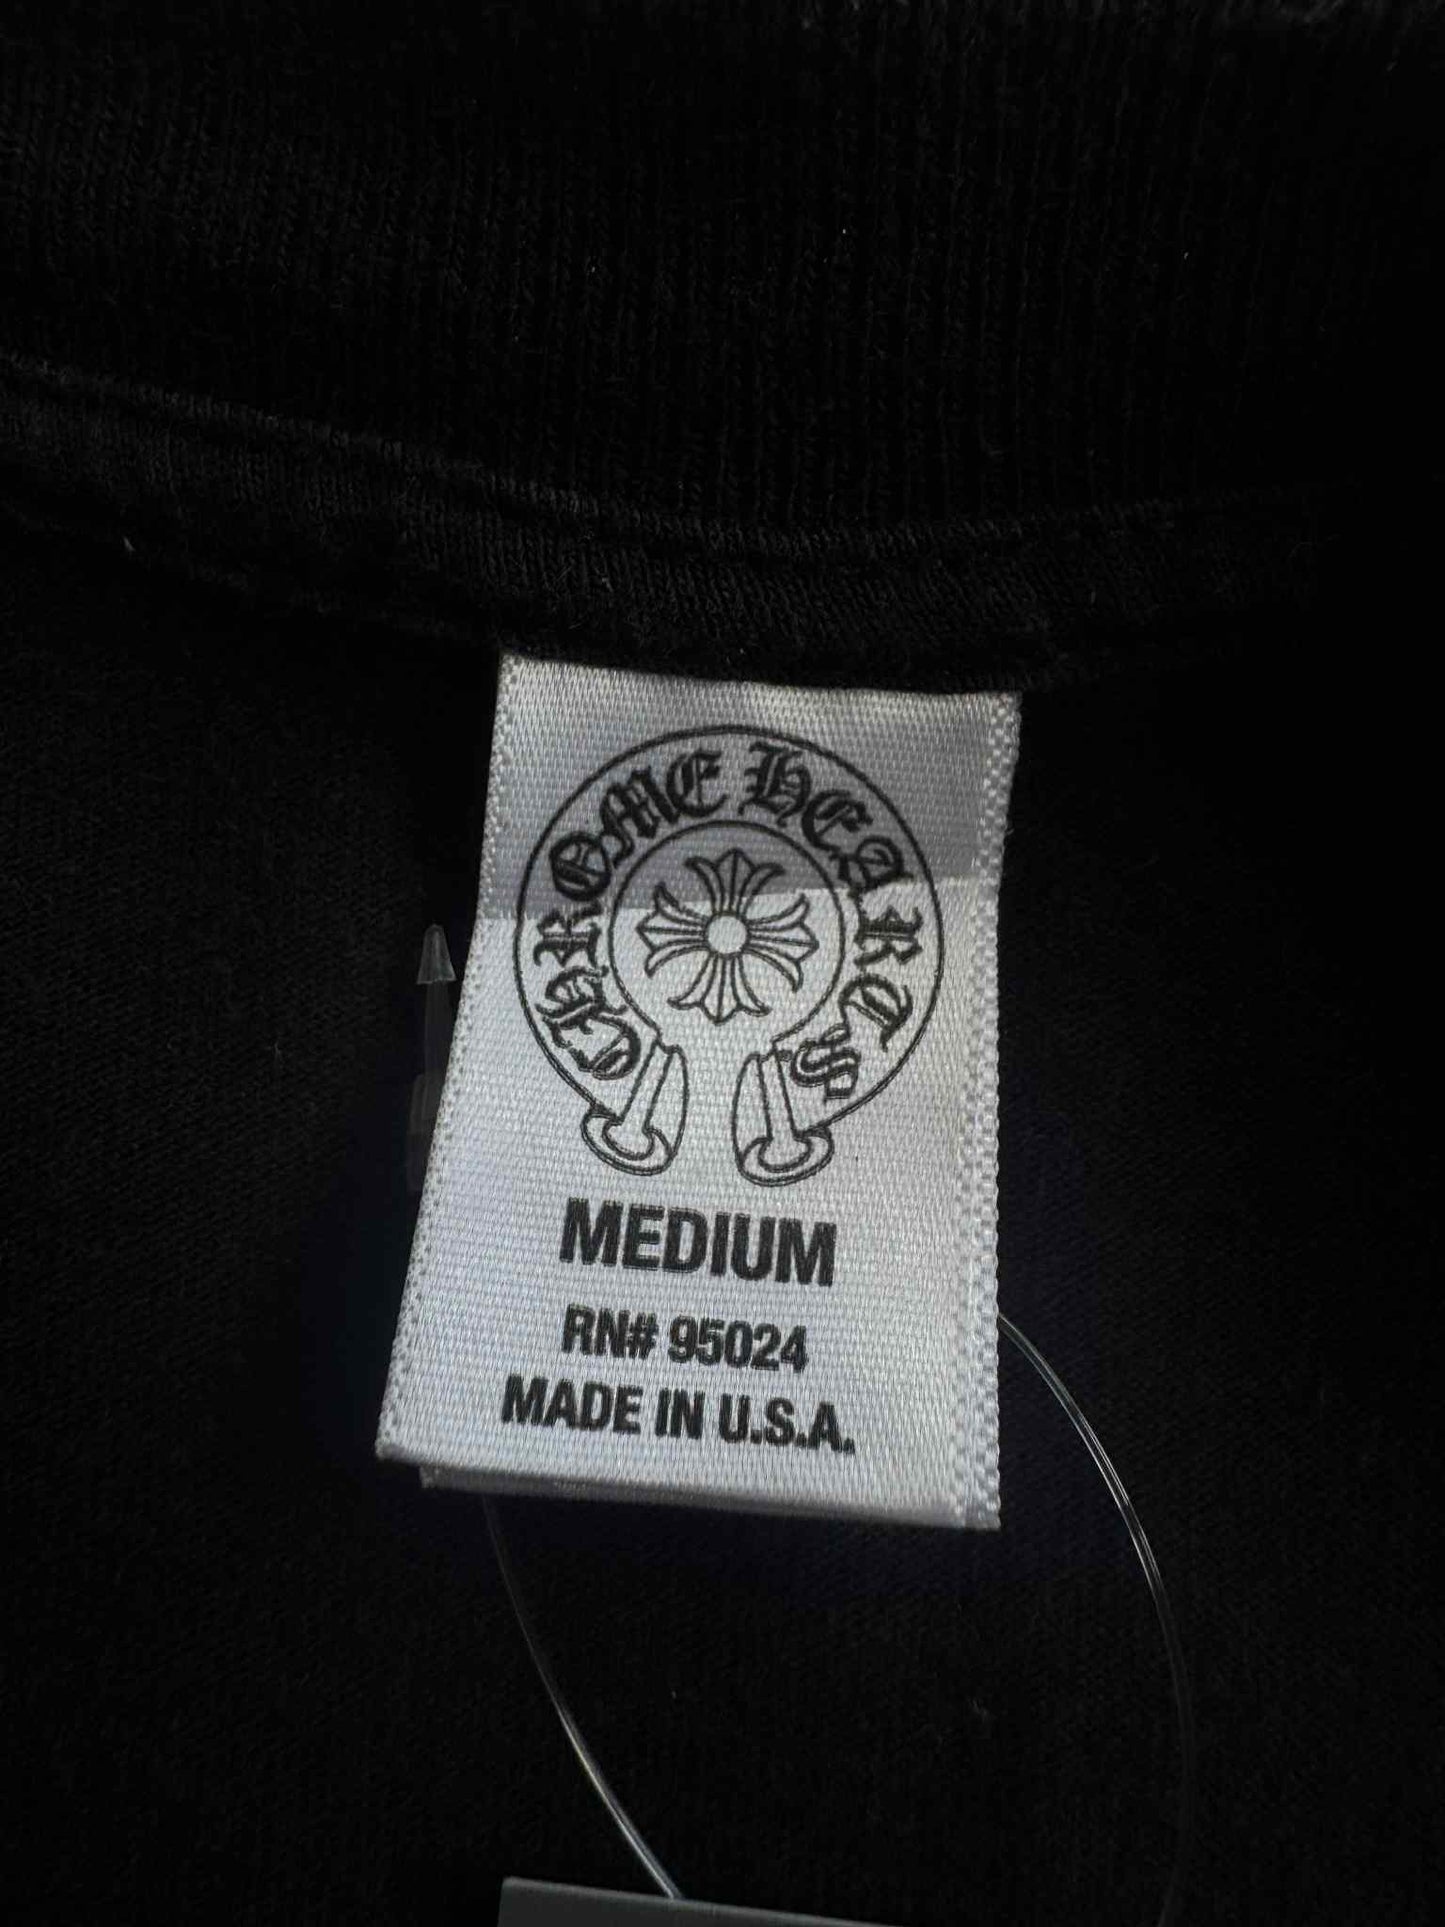 CHROME HEARTS
MEDIUM
RN# 95024
MADE IN U.S.A.